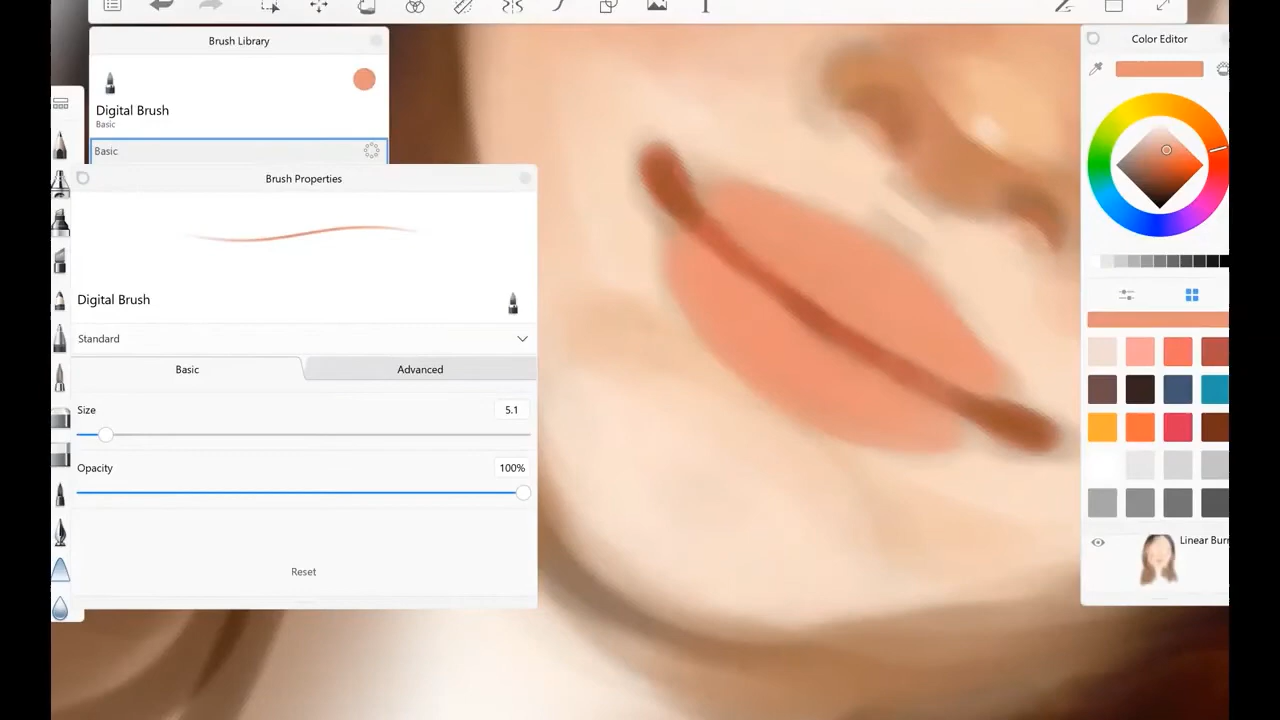 Brush Library
Color Editor
Digital Brush
Basic
Basic
Brush Properties
Digital Brush
Standard
Basic
Advanced
Size
5.1
Opacity
100%
Reset
Linear Burn